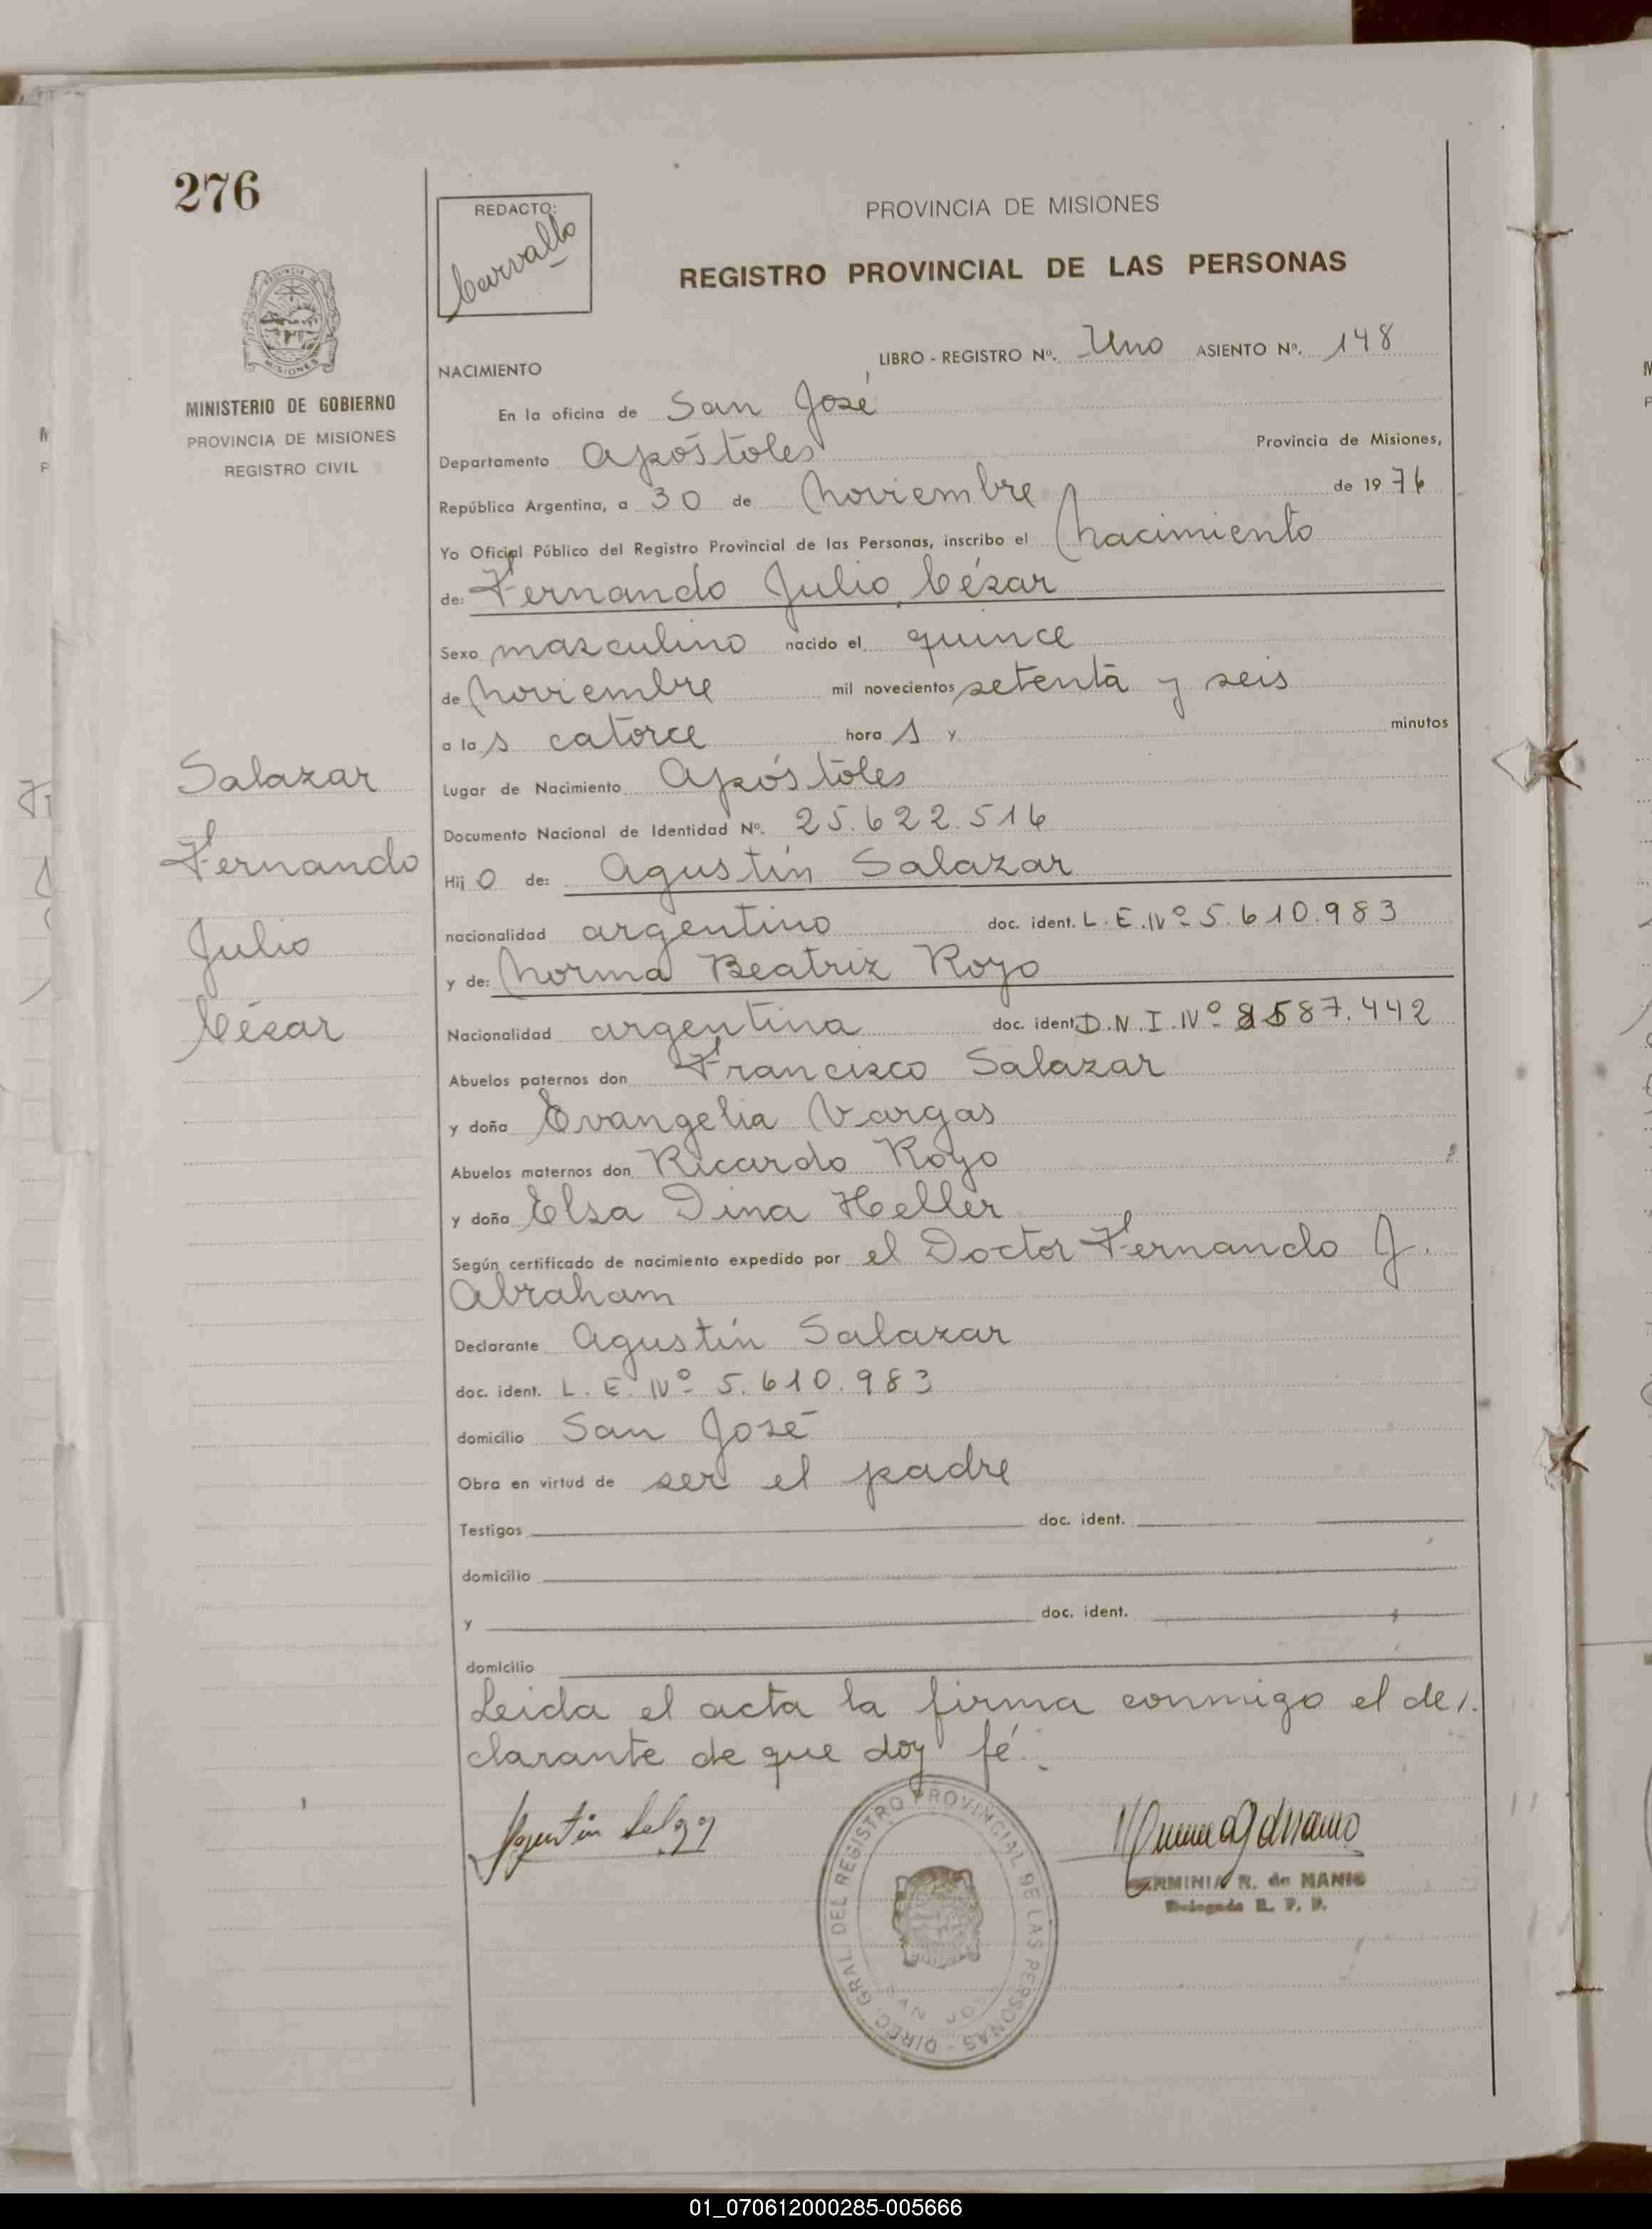 276
REDACTO:
Carvallo
PROVINCIA DE MISIONES
REGISTRO PROVINCIAL DE LAS PERSONAS
MINISTERIO DE GOBIERNO
PROVINCIA DE MISIONES
REGISTRO CIVIL
NACIMIENTO
LIBRO - REGISTRO Nº. Uno ASIENTO Nº. 148
En la oficina de San José
Departamento Apóstoles Provincia de Misiones,
República Argentina, a 30 de Noviembre de 1976
Yo Oficial Público del Registro Provincial de las Personas, inscribo el Nacimiento
de: Fernando Julio César
Sexo masculino nacido el quince
de Noviembre mil novecientos setenta y seis
a las catorce horas y minutos
Lugar de Nacimiento Apóstoles
Documento Nacional de Identidad Nº. 25.622.516
Hijo de: Agustín Salazar
nacionalidad argentino doc. ident. L.E. Nº 5.610.983
y de: Norma Beatriz Royo
Nacionalidad argentina doc. ident. D.N.I. Nº 587.442
Abuelos paternos don Francisco Salazar
y doña Evangelia Vargas
Abuelos maternos don Ricardo Royo
y doña Elsa Dina Heller
Según certificado de nacimiento expedido por el Doctor Fernando J.
Abraham
Declarante Agustín Salazar
doc. ident. L. E. Nº 5.610.983
domicilio San José
Obra en virtud de ser el padre
Testigos doc. ident.
domicilio
y doc. ident.
domicilio
Leida el acta la firma conmigo el de/.
clarante de que doy fé.
Salazar
Fernando
Julio
César
Agustin
DIREC. GRAL DEL REGISTRO PROVINCIAL DE LAS PERSONAS -
SAN JOSE
ERMINIA R. de NANIS
Delegada R. P. P.
01_070612000285-005666